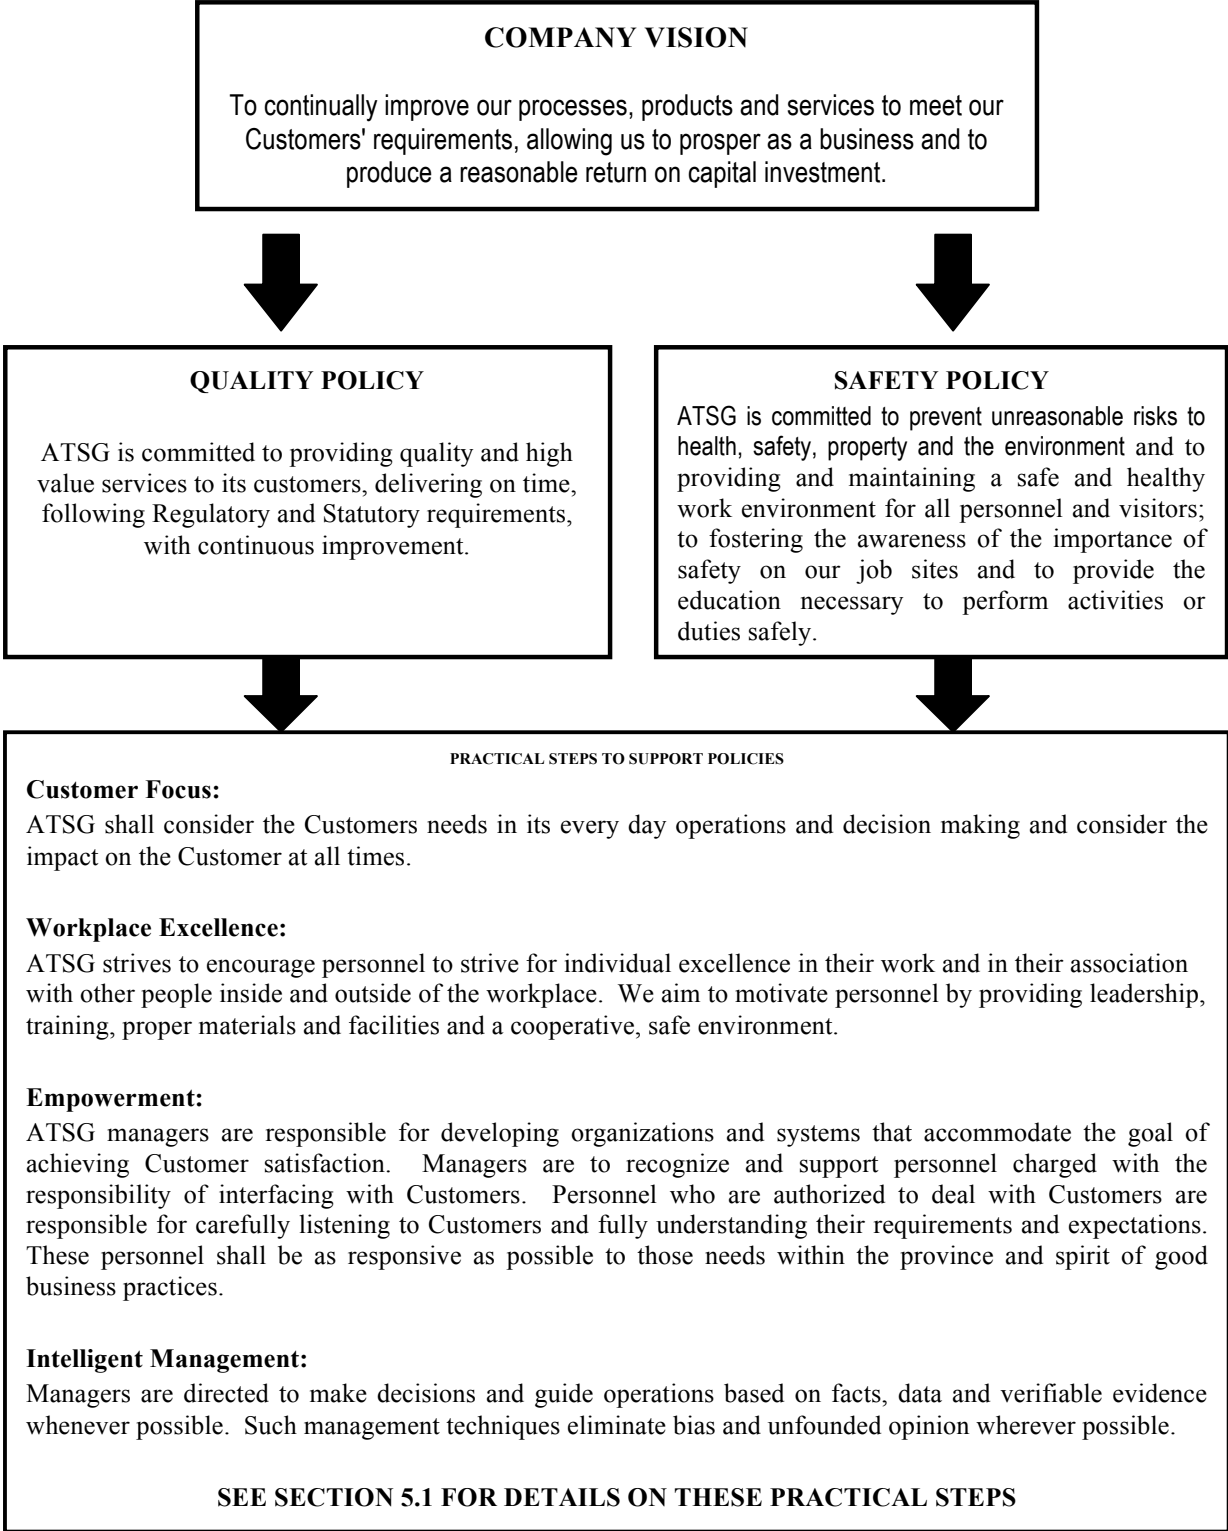 COMPANY VISION
To continually improve our processes, products and services to meet our
Customers' requirements, allowing us to prosper as a business and to
produce a reasonable return on capital investment.
QUALITY POLICY
ATSG is committed to providing quality and high
value services to its customers, delivering on time,
following Regulatory and Statutory requirements,
with continuous improvement.
SAFETY POLICY
ATSG is committed to prevent unreasonable risks to
health, safety, property and the environment and to
providing and maintaining a safe and healthy
work environment for all personnel and visitors;
to fostering the awareness of the importance of
safety on our job sites and to provide the
education necessary to perform activities or
duties safely.
PRACTICAL STEPS TO SUPPORT POLICIES
Customer Focus:
ATSG shall consider the Customers needs in its every day operations and decision making and consider the
impact on the Customer at all times.
Workplace Excellence:
ATSG strives to encourage personnel to strive for individual excellence in their work and in their association
with other people inside and outside of the workplace.  We aim to motivate personnel by providing leadership,
training, proper materials and facilities and a cooperative, safe environment.
Empowerment:
ATSG managers are responsible for developing organizations and systems that accommodate the goal of
achieving Customer satisfaction.  Managers are to recognize and support personnel charged with the
responsibility of interfacing with Customers.  Personnel who are authorized to deal with Customers are
responsible for carefully listening to Customers and fully understanding their requirements and expectations.
These personnel shall be as responsive as possible to those needs within the province and spirit of good
business practices.
Intelligent Management:
Managers are directed to make decisions and guide operations based on facts, data and verifiable evidence
whenever possible.  Such management techniques eliminate bias and unfounded opinion wherever possible.
SEE SECTION 5.1 FOR DETAILS ON THESE PRACTICAL STEPS